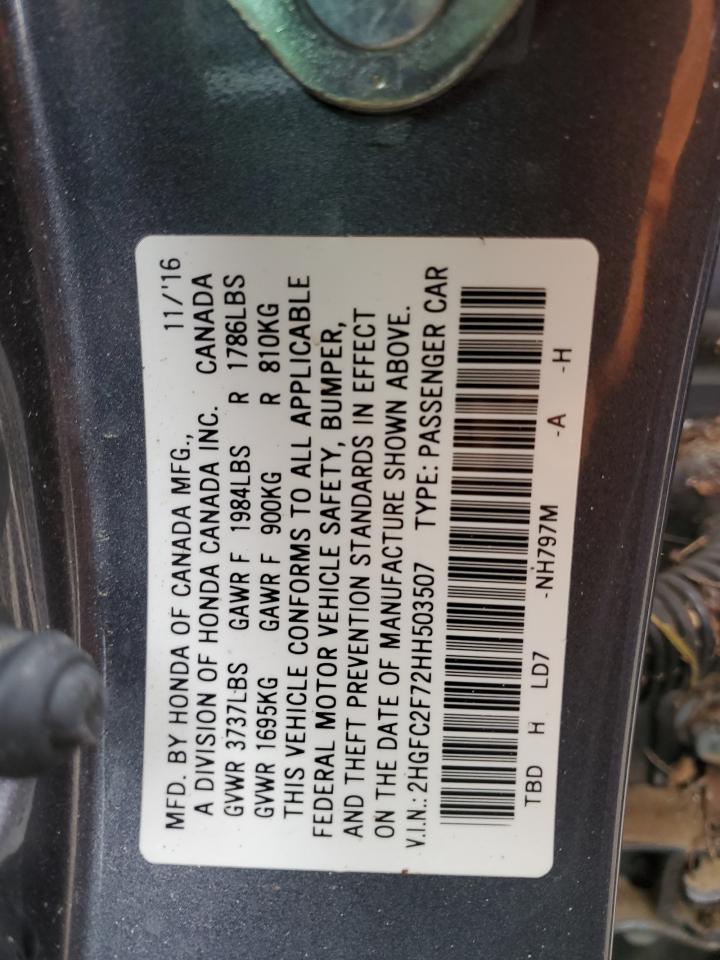 MFD. BY HONDA OF CANADA MFG., 11/'16
A DIVISION OF HONDA CANADA INC. CANADA
GVWR 3737LBS GAWR F 1984LBS R 1786LBS
GVWR 1695KG GAWR F 900KG R 810KG
THIS VEHICLE CONFORMS TO ALL APPLICABLE
FEDERAL MOTOR VEHICLE SAFETY, BUMPER,
AND THEFT PREVENTION STANDARDS IN EFFECT
ON THE DATE OF MANUFACTURE SHOWN ABOVE.
V.I.N.: 2HGFC2F72HH503507 TYPE: PASSENGER CAR
TBD H LD7 -NH797M -A -H